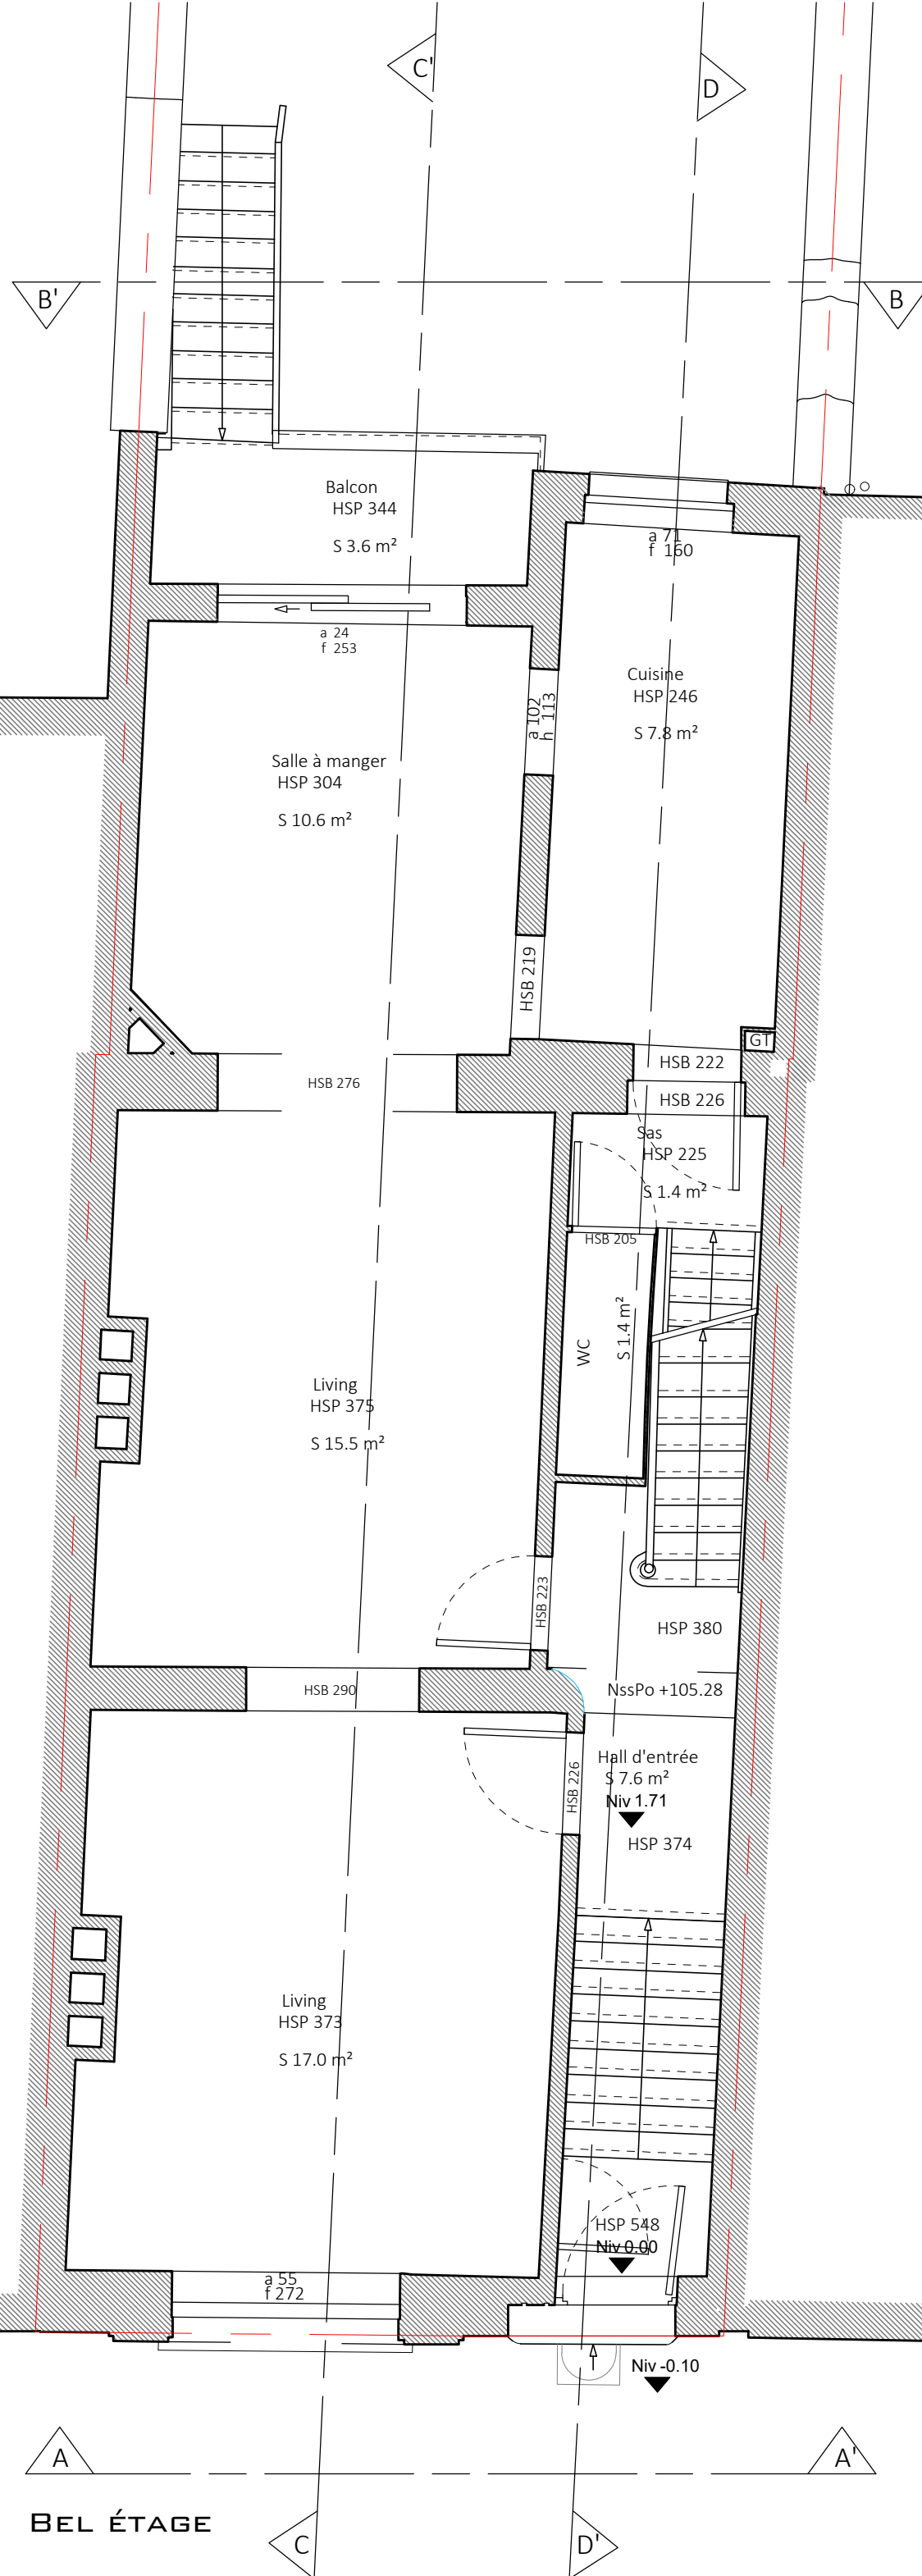 C'
D
B'
B
Balcon
HSP 344
S 3.6 m²
a 71
f 160
a 24
f 253
Cuisine
HSP 246
S 7.8 m²
a 102
h 113
Salle à manger
HSP 304
S 10.6 m²
HSB 219
GT
HSB 222
HSB 276
HSB 226
Sas
HSP 225
S 1.4 m²
HSB 205
WC
S 1.4 m²
Living
HSP 375
S 15.5 m²
HSB 223
HSP 380
HSB 290
NssPo +105.28
Hall d'entrée
S 7.6 m²
Niv 1.71
HSB 226
HSP 374
Living
HSP 373
S 17.0 m²
HSP 548
Niv 0.00
a 55
f 272
Niv -0.10
A
A'
BEL ÉTAGE
C
D'